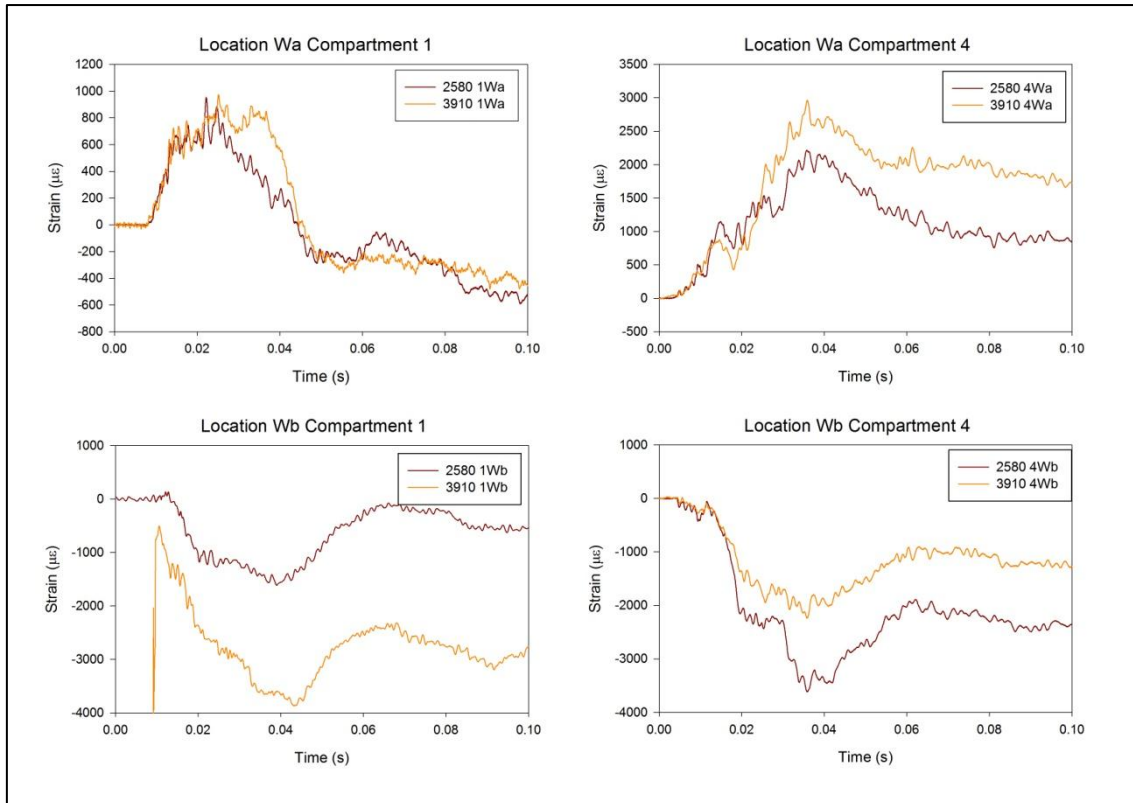 Location Wa Compartment 1
1200
1000
800
600
400
200
0
-200
-400
-600
-800
Strain (με)
2580 1Wa
3910 1Wa
0.00 0.02 0.04 0.06 0.08 0.10
Time (s)
Location Wa Compartment 4
3500
3000
2500
2000
1500
1000
500
0
-500
Strain (με)
2580 4Wa
3910 4Wa
0.00 0.02 0.04 0.06 0.08 0.10
Time (s)
Location Wb Compartment 1
1000
0
-1000
-2000
-3000
-4000
Strain (με)
2580 1Wb
3910 1Wb
0.00 0.02 0.04 0.06 0.08 0.10
Time (s)
Location Wb Compartment 4
1000
0
-1000
-2000
-3000
-4000
Strain (με)
2580 4Wb
3910 4Wb
0.00 0.02 0.04 0.06 0.08 0.10
Time (s)